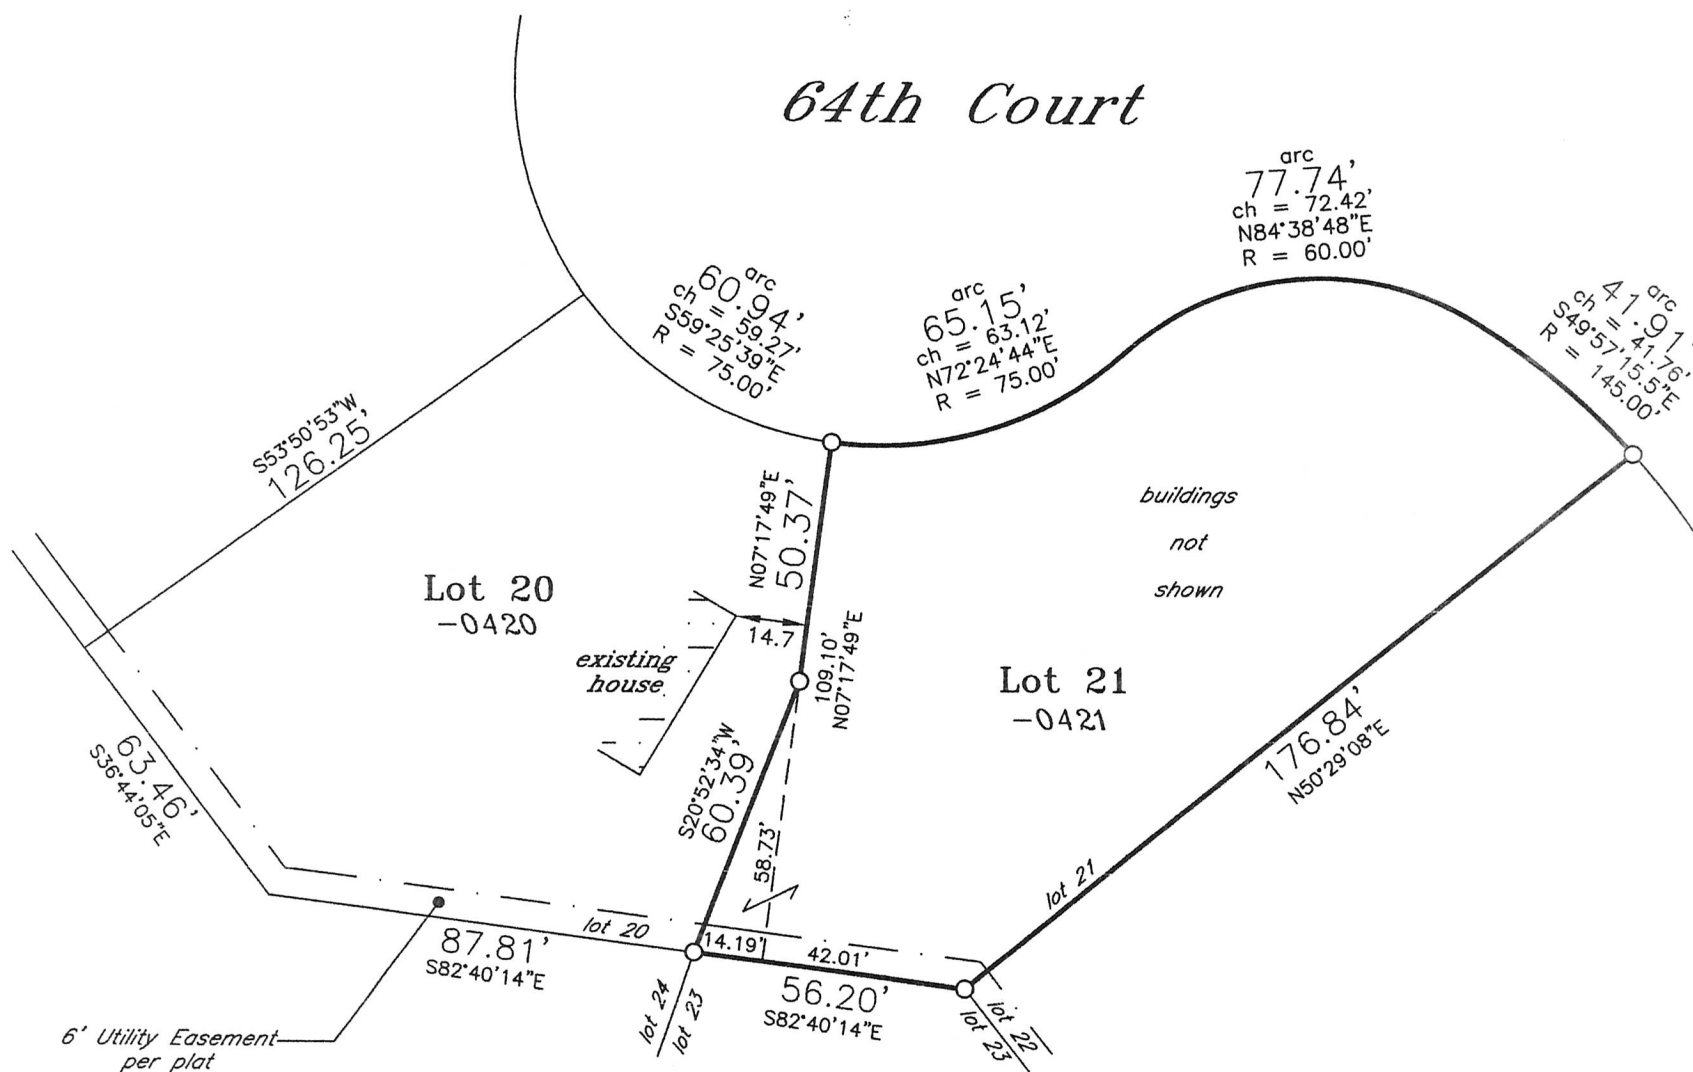 64th Court
arc
77.74'
ch = 72.42'
N84°38'48"E
R = 60.00'
arc
60.94'
ch = 59.27'
S59°25'39"E
R = 75.00'
arc
65.15'
ch = 63.12'
N72°24'44"E
R = 75.00'
arc
41.91'
ch = 41.76'
S49°57'15.5"E
R = 145.00'
S53°50'53"W
126.25'
N07°17'49"E
50.37'
buildings
not
shown
Lot 20
-0420
14.7
existing
house
109.10'
N07°17'49"E
Lot 21
-0421
63.46'
S36°44'05"E
S20°52'34"W
60.39'
58.73'
176.84'
N50°29'08"E
lot 21
lot 20
87.81'
S82°40'14"E
14.19'
42.01'
56.20'
S82°40'14"E
lot 24
lot 23
lot 22
lot 23
6' Utility Easement
per plat